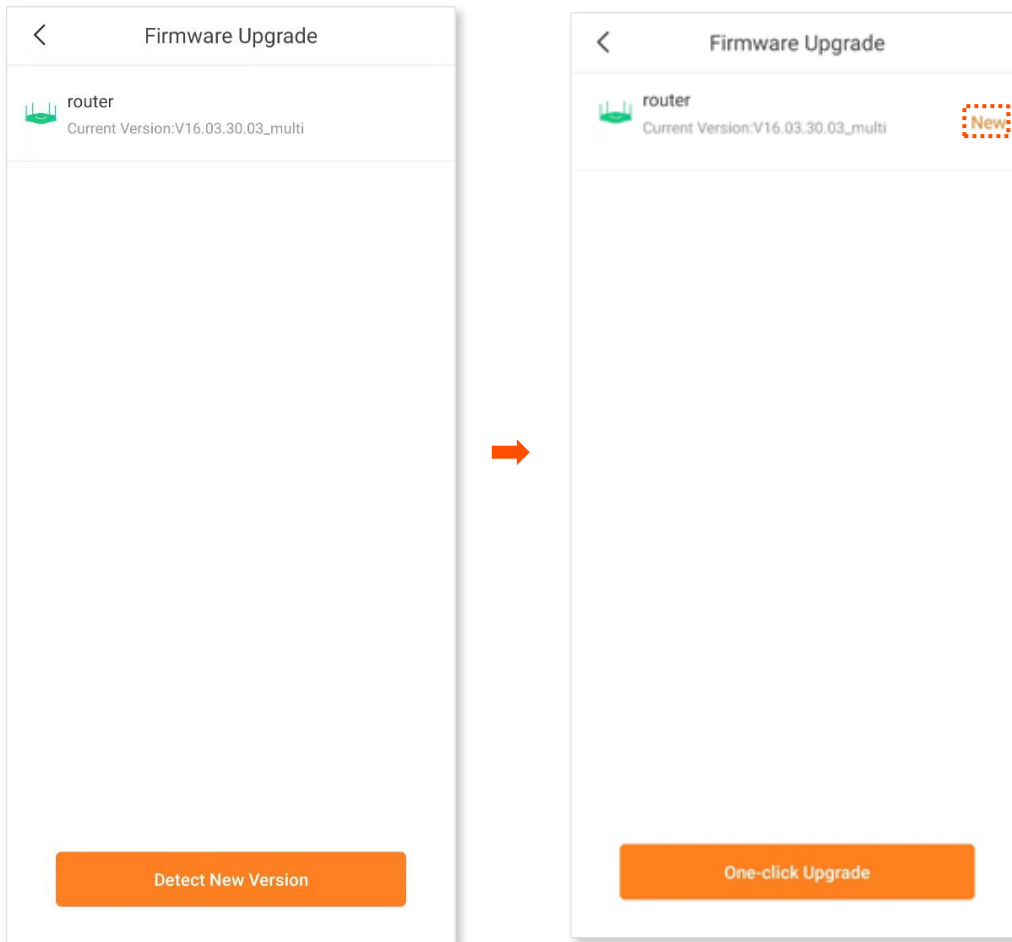 Firmware Upgrade
router
Current Version:V16.03.30.03_multi
Detect New Version
Firmware Upgrade
router
Current Version:V16.03.30.03_multi
New
One-click Upgrade